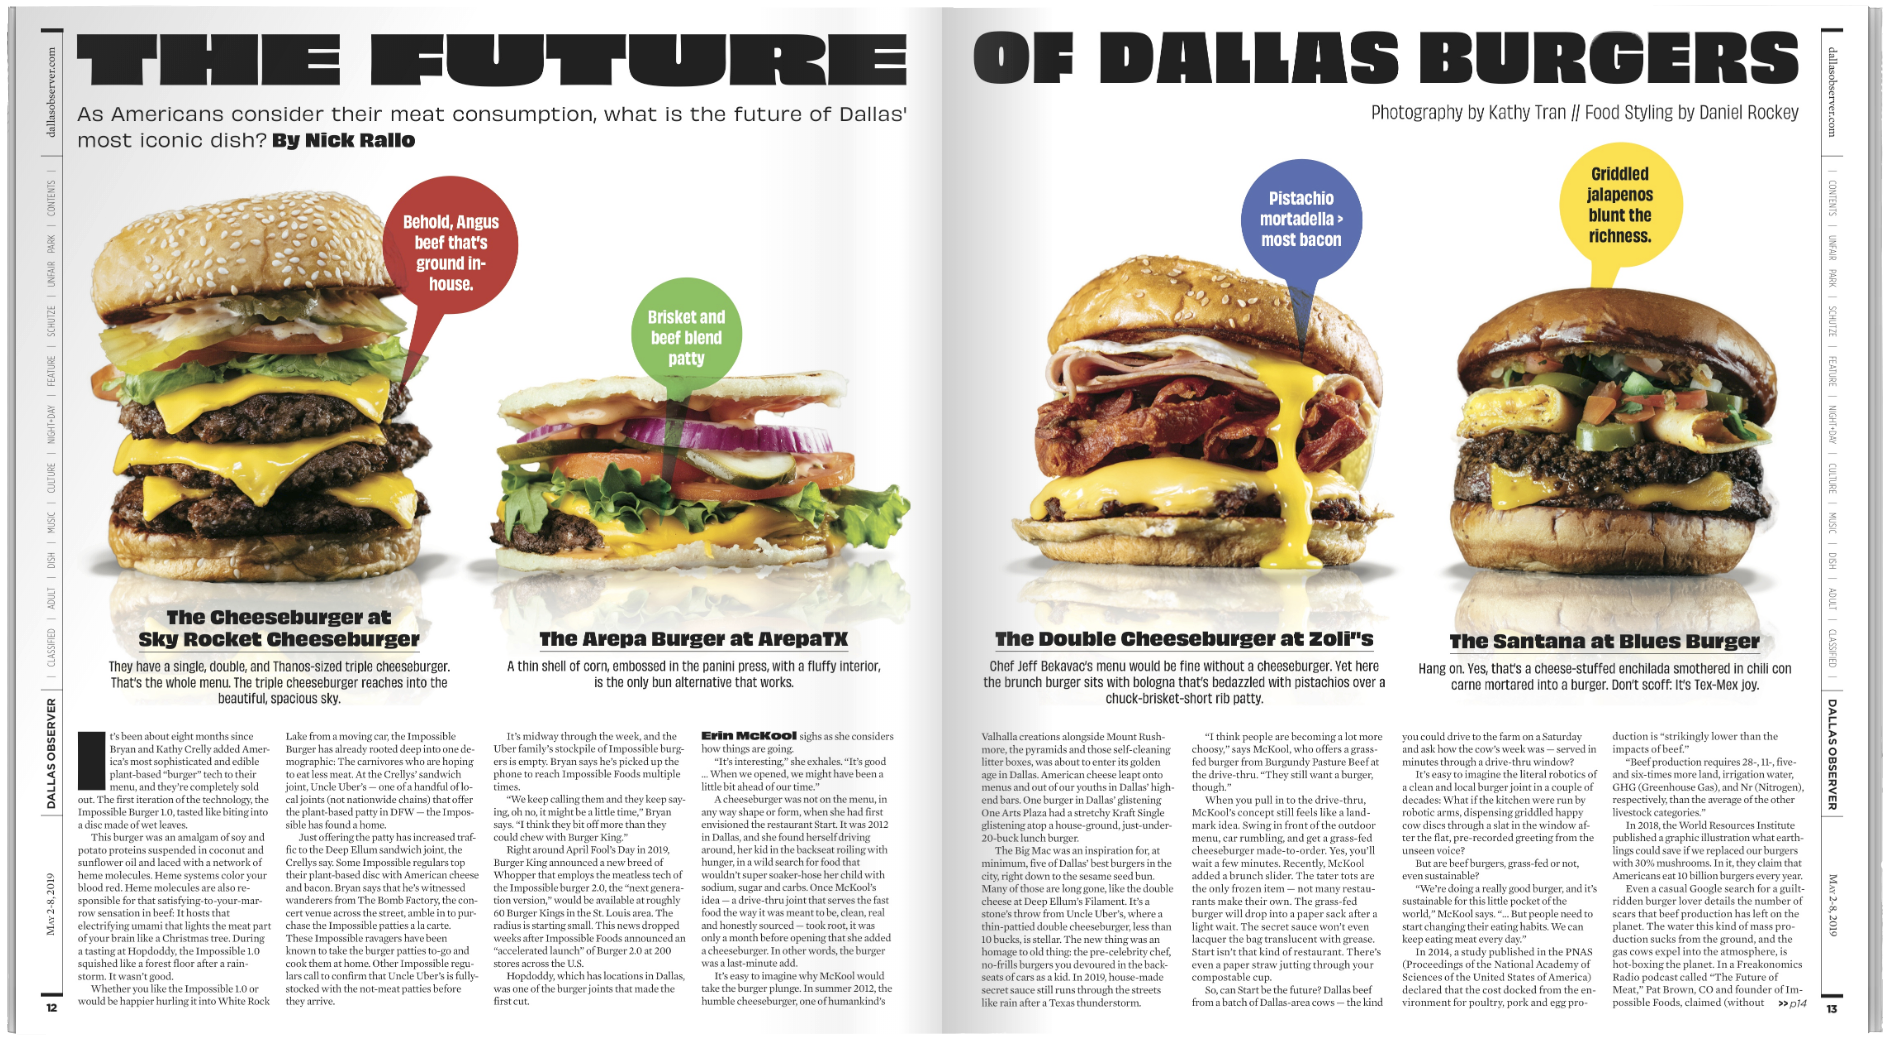 THE FUTURE OF DALLAS BURGERS
As Americans consider their meat consumption, what is the future of Dallas'
most iconic dish? By Nick Rallo
Photography by Kathy Tran // Food Styling by Daniel Rockey
dallasobserver.com
| CLASSIFIED | ADULT | DISH | MUSIC | CULTURE | NIGHT+DAY | FEATURE | SCHUTZE | UNFAIR PARK | CONTENTS |
DALLAS OBSERVER
MAY 2-8, 2019
12
Behold, Angus
beef that's
ground in-
house.
Brisket and
beef blend
patty
Pistachio
mortadella >
most bacon
Griddled
jalapenos
blunt the
richness.
The Cheeseburger at
Sky Rocket Cheeseburger
They have a single, double, and Thanos-sized triple cheeseburger.
That's the whole menu. The triple cheeseburger reaches into the
beautiful, spacious sky.
The Arepa Burger at ArepaTX
A thin shell of corn, embossed in the panini press, with a fluffy interior,
is the only bun alternative that works.
The Double Cheeseburger at Zoli"s
Chef Jeff Bekavac's menu would be fine without a cheeseburger. Yet here
the brunch burger sits with bologna that's bedazzled with pistachios over a
chuck-brisket-short rib patty.
The Santana at Blues Burger
Hang on. Yes, that's a cheese-stuffed enchilada smothered in chili con
carne mortared into a burger. Don't scoff: It's Tex-Mex joy.
It's been about eight months since
Bryan and Kathy Crelly added Amer-
ica's most sophisticated and edible
plant-based "burger" tech to their
menu, and they're completely sold
out. The first iteration of the technology, the
Impossible Burger 1.0, tasted like biting into
a disc made of wet leaves.
This burger was an amalgam of soy and
potato proteins suspended in coconut and
sunflower oil and laced with a network of
heme molecules. Heme systems color your
blood red. Heme molecules are also re-
sponsible for that satisfying-to-your-mar-
row sensation in beef: It hosts that
electrifying umami that lights the meat part
of your brain like a Christmas tree. During
a tasting at Hopdoddy, the Impossible 1.0
squished like a forest floor after a rain-
storm. It wasn't good.
Whether you like the Impossible 1.0 or
would be happier hurling it into White Rock
Lake from a moving car, the Impossible
Burger has already rooted deep into one de-
mographic: The carnivores who are hoping
to eat less meat. At the Crellys' sandwich
joint, Uncle Uber's — one of a handful of lo-
cal joints (not nationwide chains) that offer
the plant-based patty in DFW — the Impos-
sible has found a home.
Just offering the patty has increased traf-
fic to the Deep Ellum sandwich joint, the
Crellys say. Some Impossible regulars top
their plant-based disc with American cheese
and bacon. Bryan says that he's witnessed
wanderers from The Bomb Factory, the con-
cert venue across the street, amble in to pur-
chase the Impossible patties a la carte.
These Impossible ravagers have been
known to take the burger patties to-go and
cook them at home. Other Impossible regu-
lars call to confirm that Uncle Uber's is fully-
stocked with the not-meat patties before
they arrive.
It's midway through the week, and the
Uber family's stockpile of Impossible burg-
ers is empty. Bryan says he's picked up the
phone to reach Impossible Foods multiple
times.
"We keep calling them and they keep say-
ing, oh no, it might be a little time," Bryan
says. "I think they bit off more than they
could chew with Burger King."
Right around April Fool's Day in 2019,
Burger King announced a new breed of
Whopper that employs the meatless tech of
the Impossible burger 2.0, the "next genera-
tion version," would be available at roughly
60 Burger Kings in the St. Louis area. The
radius is starting small. This news dropped
weeks after Impossible Foods announced an
"accelerated launch" of Burger 2.0 at 200
stores across the U.S.
Hopdoddy, which has locations in Dallas,
was one of the burger joints that made the
first cut.
Erin McKool sighs as she considers
how things are going.
"It's interesting," she exhales. "It's good
... When we opened, we might have been a
little bit ahead of our time."
A cheeseburger was not on the menu, in
any way shape or form, when she had first
envisioned the restaurant Start. It was 2012
in Dallas, and she found herself driving
around, her kid in the backseat roiling with
hunger, in a wild search for food that
wouldn't super soaker-hose her child with
sodium, sugar and carbs. Once McKool's
idea — a drive-thru joint that serves the fast
food the way it was meant to be, clean, real
and honestly sourced — took root, it was
only a month before opening that she added
a cheeseburger. In other words, the burger
was a last-minute add.
It's easy to imagine why McKool would
take the burger plunge. In summer 2012, the
humble cheeseburger, one of humankind's
Valhalla creations alongside Mount Rush-
more, the pyramids and those self-cleaning
litter boxes, was about to enter its golden
age in Dallas. American cheese leapt onto
menus and out of our youths in Dallas' high-
end bars. One burger in Dallas' glistening
One Arts Plaza had a stretchy Kraft Single
glistening atop a house-ground, just-under-
20-buck lunch burger.
The Big Mac was an inspiration for, at
minimum, five of Dallas' best burgers in the
city, right down to the sesame seed bun.
Many of those are long gone, like the double
cheese at Deep Ellum's Filament. It's a
stone's throw from Uncle Uber's, where a
thin-pattied double cheeseburger, less than
10 bucks, is stellar. The new thing was an
homage to old thing: the pre-celebrity chef,
no-frills burgers you devoured in the back-
seats of cars as a kid. In 2019, house-made
secret sauce still runs through the streets
like rain after a Texas thunderstorm.
"I think people are becoming a lot more
choosy," says McKool, who offers a grass-
fed burger from Burgundy Pasture Beef at
the drive-thru. "They still want a burger,
though."
When you pull in to the drive-thru,
McKool's concept still feels like a land-
mark idea. Swing in front of the outdoor
menu, car rumbling, and get a grass-fed
cheeseburger made-to-order. Yes, you'll
wait a few minutes. Recently, McKool
added a brunch slider. The tater tots are
the only frozen item — not many restau-
rants make their own. The grass-fed
burger will drop into a paper sack after a
light wait. The secret sauce won't even
lacquer the bag translucent with grease.
Start isn't that kind of restaurant. There's
even a paper straw jutting through your
compostable cup.
So, can Start be the future? Dallas beef
from a batch of Dallas-area cows — the kind
you could drive to the farm on a Saturday
and ask how the cow's week was — served in
minutes through a drive-thru window?
It's easy to imagine the literal robotics of
a clean and local burger joint in a couple of
decades: What if the kitchen were run by
robotic arms, dispensing griddled happy
cow discs through a slat in the window af-
ter the flat, pre-recorded greeting from the
unseen voice?
But are beef burgers, grass-fed or not,
even sustainable?
"We're doing a really good burger, and it's
sustainable for this little pocket of the
world," McKool says. "... But people need to
start changing their eating habits. We can
keep eating meat every day."
In 2014, a study published in the PNAS
(Proceedings of the National Academy of
Sciences of the United States of America)
declared that the cost docked from the en-
vironment for poultry, pork and egg pro-
duction is "strikingly lower than the
impacts of beef."
"Beef production requires 28-, 11-, five-
and six-times more land, irrigation water,
GHG (Greenhouse Gas), and Nr (Nitrogen),
respectively, than the average of the other
livestock categories."
In 2018, the World Resources Institute
published a graphic illustration what earth-
lings could save if we replaced our burgers
with 30% mushrooms. In it, they claim that
Americans eat 10 billion burgers every year.
Even a casual Google search for a guilt-
ridden burger lover details the number of
scars that beef production has left on the
planet. The water this kind of mass pro-
duction sucks from the ground, and the
gas cows expel into the atmosphere, is
hot-boxing the planet. In a Freakonomics
Radio podcast called "The Future of
Meat," Pat Brown, CO and founder of Im-
possible Foods, claimed (without >>p14
dallasobserver.com
| CONTENTS | UNFAIR PARK | SCHUTZE | FEATURE | NIGHT+DAY | CULTURE | MUSIC | DISH | ADULT | CLASSIFIED |
DALLAS OBSERVER
MAY 2-8, 2019
13